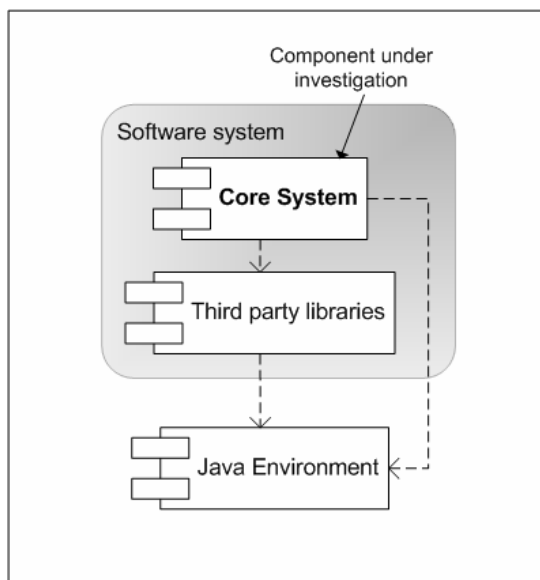 Component under
investigation
Software system
Core System
Third party libraries
Java Environment